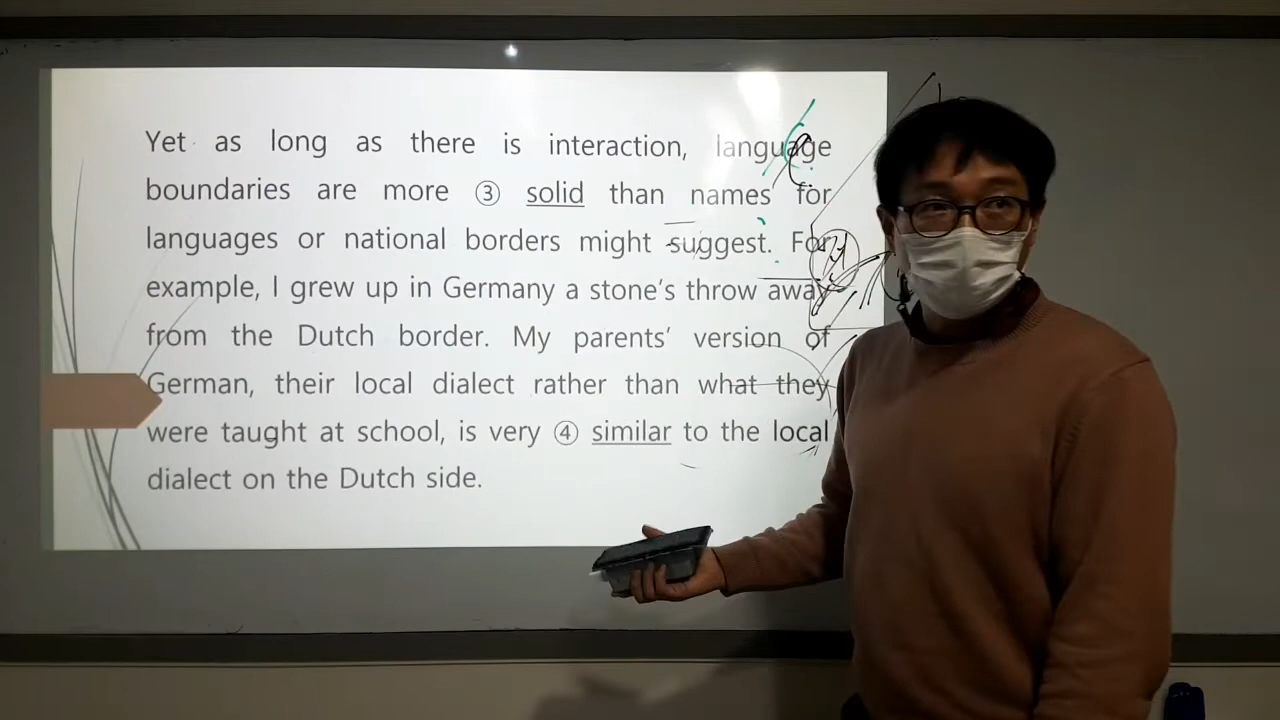 Yet as long as there is interaction, language
boundaries are more ③ solid than names for
languages or national borders might suggest. For
example, I grew up in Germany a stone's throw away
from the Dutch border. My parents' version of
German, their local dialect rather than what they
were taught at school, is very ④ similar to the local
dialect on the Dutch side.